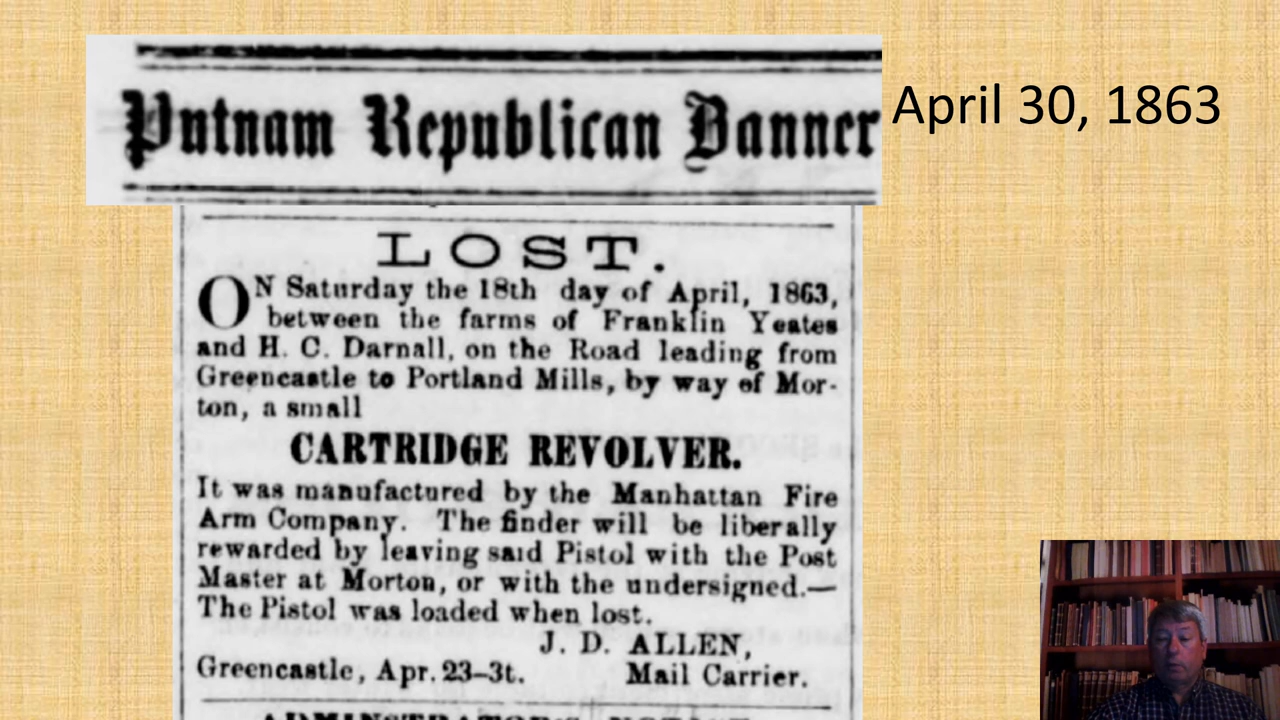 Putnam Republican Banner
April 30, 1863
LOST.
ON Saturday the 18th day of April, 1863,
between the farms of Franklin Yeates
and H. C. Darnall, on the Road leading from
Greencastle to Portland Mills, by way of Mor-
ton, a small
CARTRIDGE REVOLVER.
It was manufactured by the Manhattan Fire
Arm Company. The finder will be liberally
rewarded by leaving said Pistol with the Post
Master at Morton, or with the undersigned.—
The Pistol was loaded when lost.
J. D. ALLEN,
Greencastle, Apr. 23-3t. Mail Carrier.